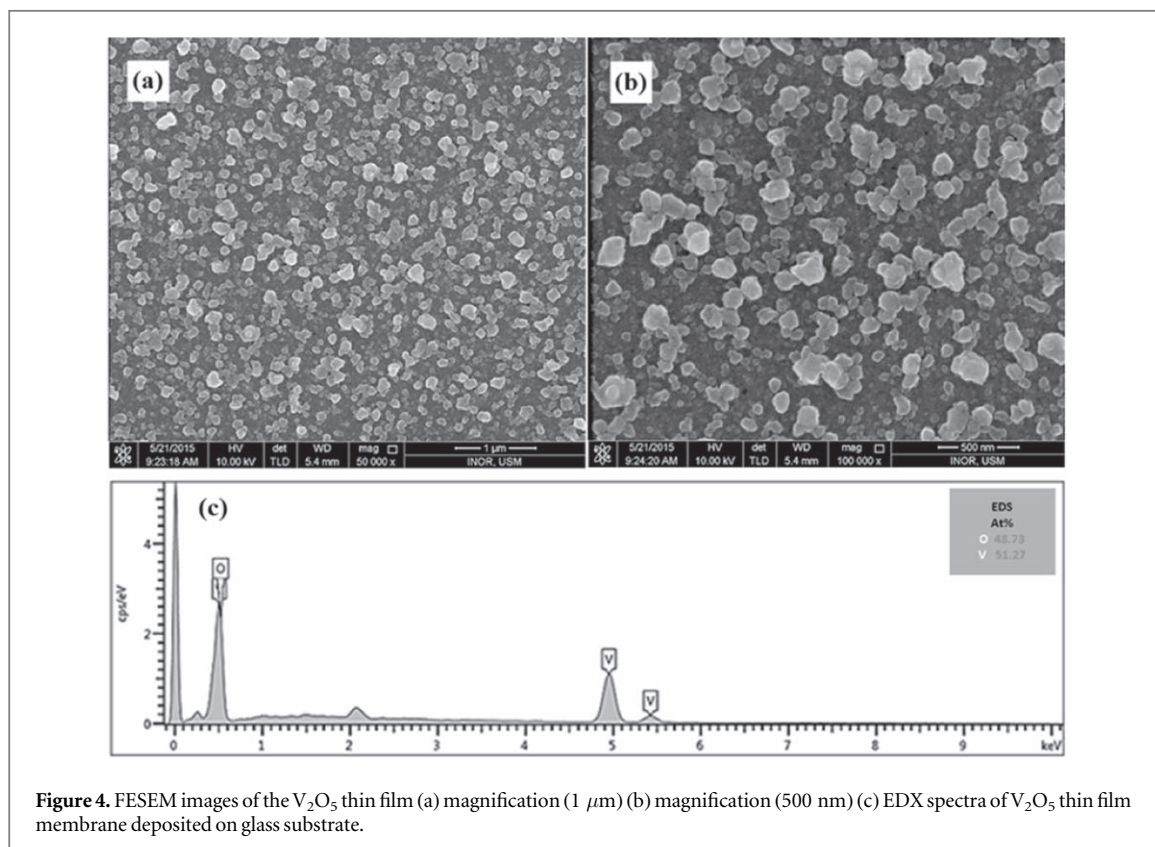 (a)
(b)
5/21/2015 HV det WD mag □ 1 µm
9:23:18 AM 10.00 kV TLD 5.4 mm 50 000 x INOR, USM
5/21/2015 HV det WD mag □ 500 nm
9:24:20 AM 10.00 kV TLD 5.4 mm 100 000 x INOR, USM
(c)
EDS
At%
O 48.73
V 51.27
cps/eV
4
2
0
O
V
V
0 1 2 3 4 5 6 7 8 9 keV
Figure 4. FESEM images of the V₂O₅ thin film (a) magnification (1 μm) (b) magnification (500 nm) (c) EDX spectra of V₂O₅ thin film
membrane deposited on glass substrate.